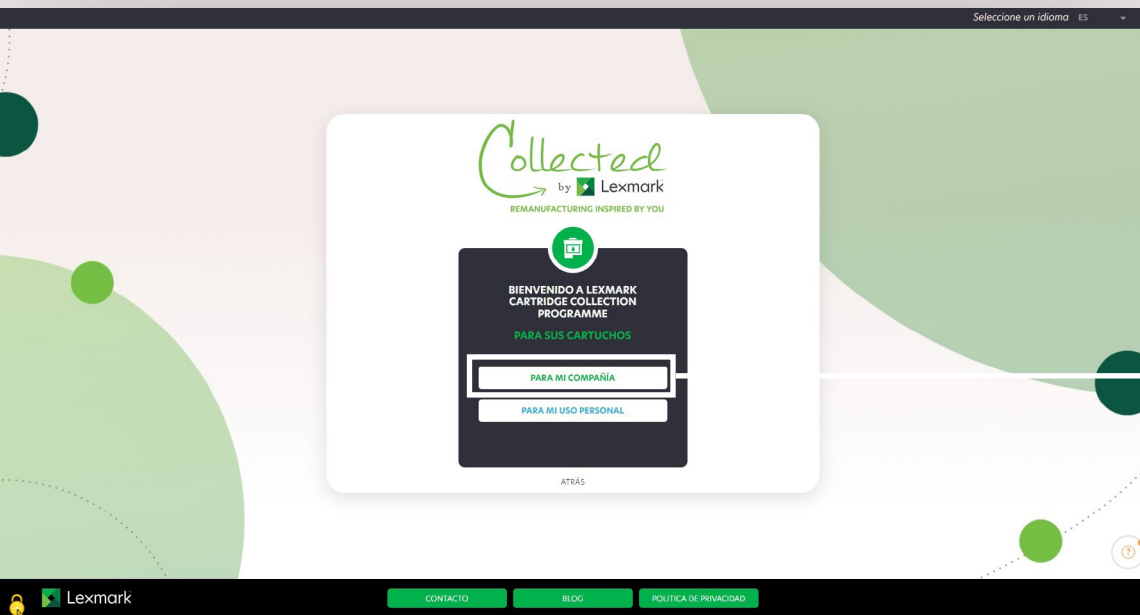 Seleccione un idioma ES
Collected
by Lexmark
REMANUFACTURING INSPIRED BY YOU
BIENVENIDO A LEXMARK
CARTRIDGE COLLECTION
PROGRAMME
PARA SUS CARTUCHOS
PARA MI COMPAÑÍA
PARA MI USO PERSONAL
ATRÁS
?
Lexmark
CONTACTO BLOG POLITICA DE PRIVACIDAD